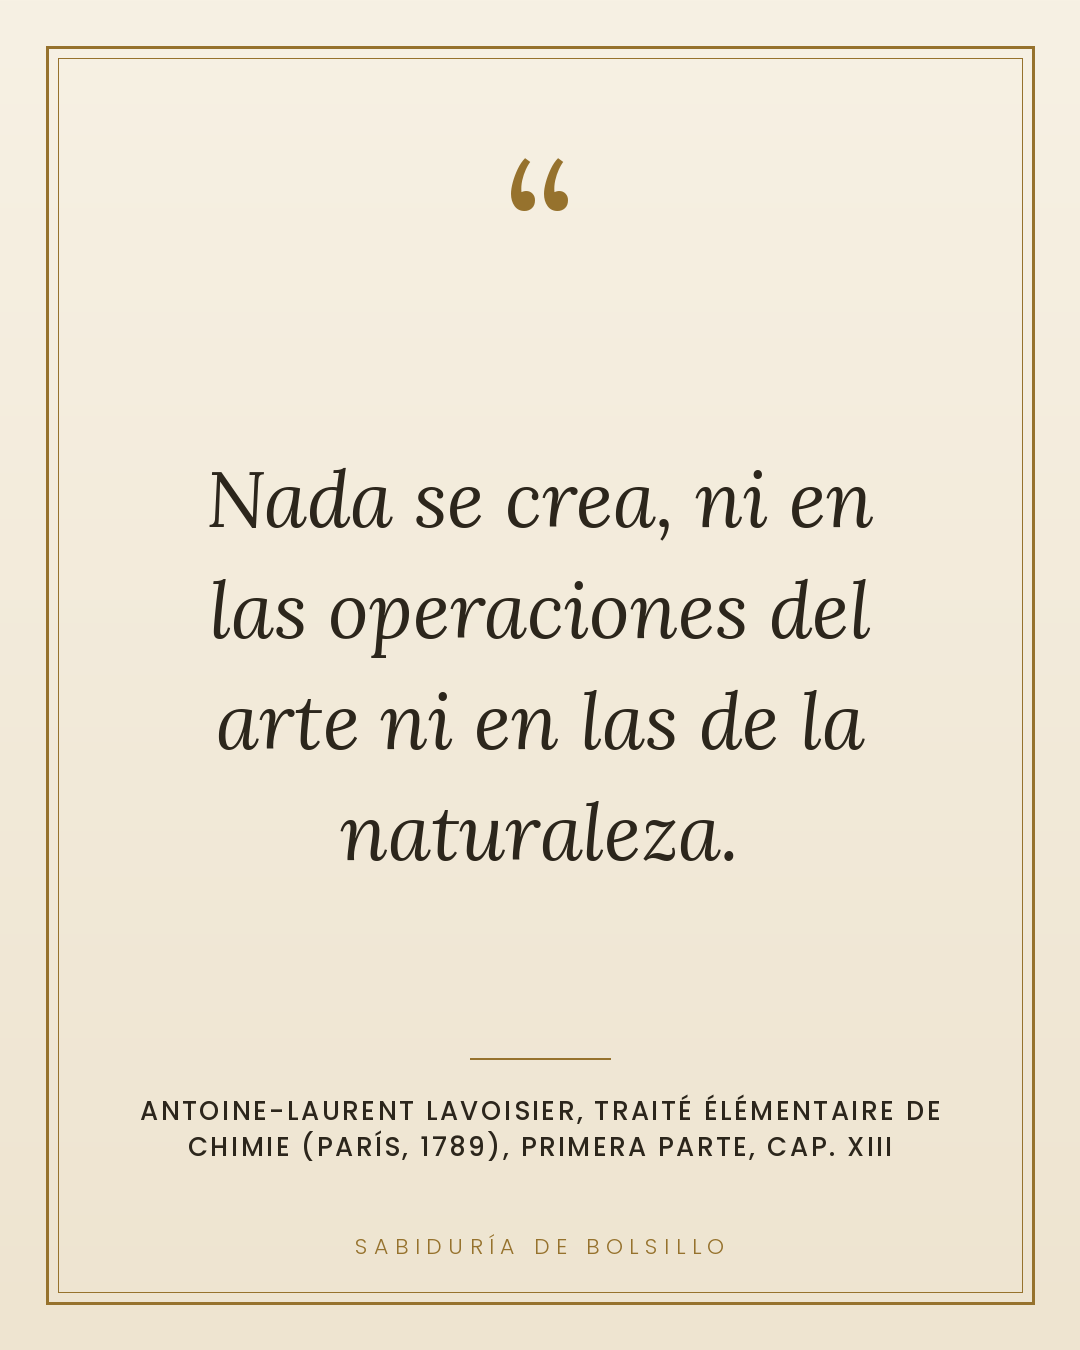 “
Nada se crea, ni en
las operaciones del
arte ni en las de la
naturaleza.
ANTOINE-LAURENT LAVOISIER, TRAITÉ ÉLÉMENTAIRE DE
CHIMIE (PARÍS, 1789), PRIMERA PARTE, CAP. XIII
SABIDURÍA DE BOLSILLO